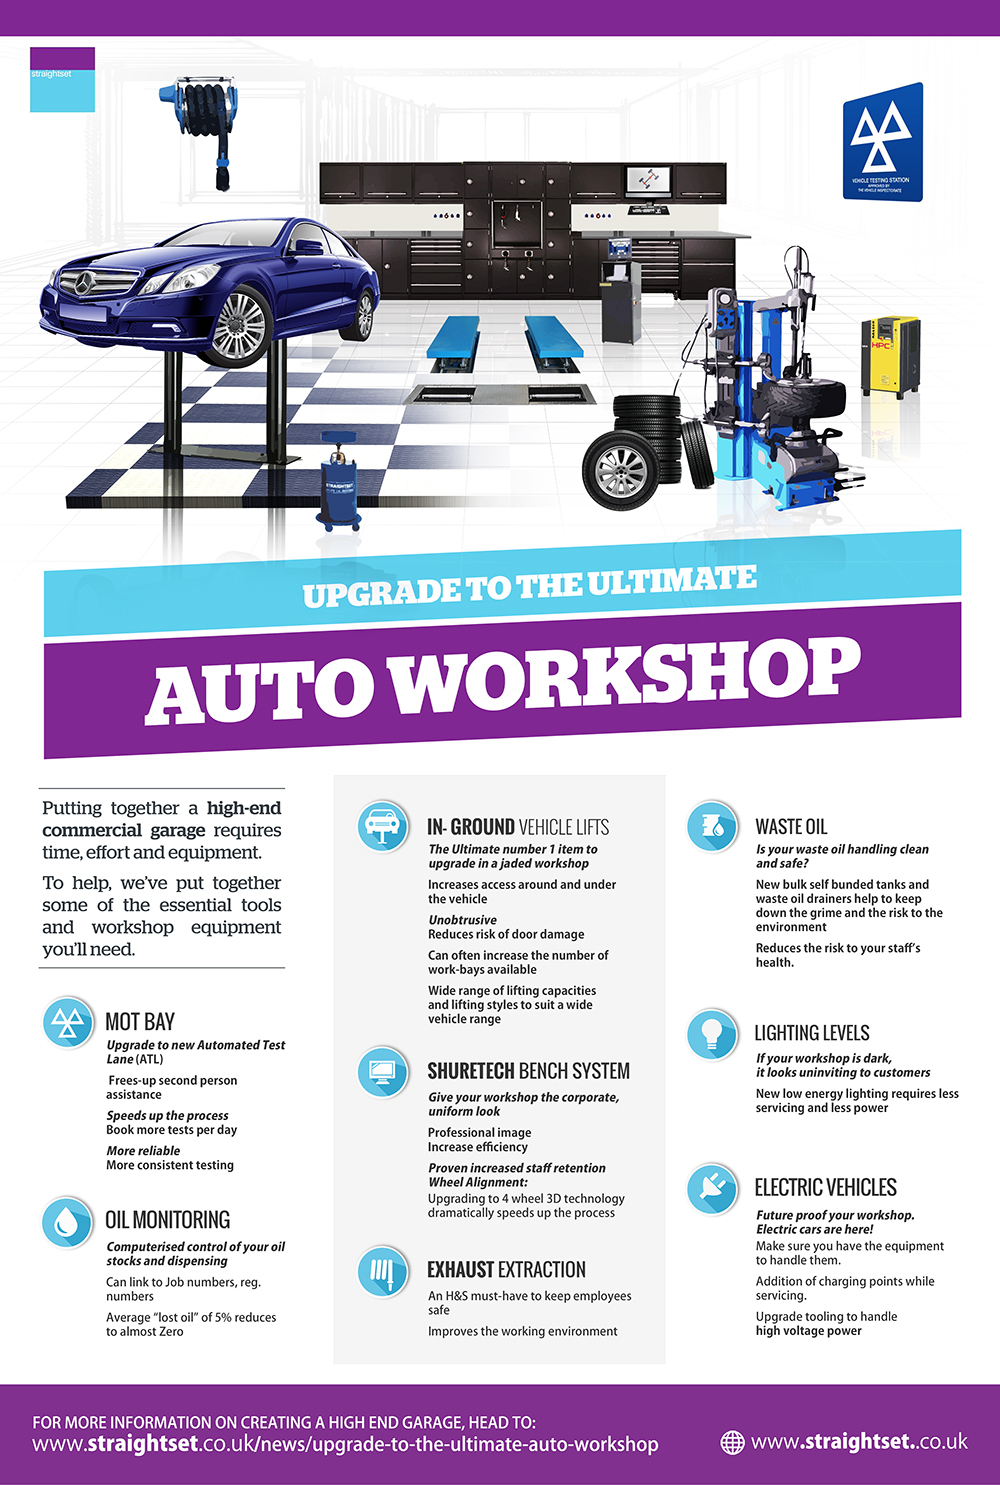 straightset
VEHICLE TESTING STATION
APPROVED BY
THE VEHICLE INSPECTORATE
HPC
STRAIGHTSET
UPGRADE TO THE ULTIMATE
AUTO WORKSHOP
Putting together a high-end
commercial garage requires
time, effort and equipment.
To help, we've put together
some of the essential tools
and workshop equipment
you'll need.
MOT BAY
Upgrade to new Automated Test
Lane (ATL)
Frees-up second person
assistance
Speeds up the process
Book more tests per day
More reliable
More consistent testing
OIL MONITORING
Computerised control of your oil
stocks and dispensing
Can link to Job numbers, reg.
numbers
Average "lost oil" of 5% reduces
to almost Zero
IN- GROUND VEHICLE LIFTS
The Ultimate number 1 item to
upgrade in a jaded workshop
Increases access around and under
the vehicle
Unobtrusive
Reduces risk of door damage
Can often increase the number of
work-bays available
Wide range of lifting capacities
and lifting styles to suit a wide
vehicle range
SHURETECH BENCH SYSTEM
Give your workshop the corporate,
uniform look
Professional image
Increase efficiency
Proven increased staff retention
Wheel Alignment:
Upgrading to 4 wheel 3D technology
dramatically speeds up the process
EXHAUST EXTRACTION
An H&S must-have to keep employees
safe
Improves the working environment
WASTE OIL
Is your waste oil handling clean
and safe?
New bulk self bunded tanks and
waste oil drainers help to keep
down the grime and the risk to the
environment
Reduces the risk to your staff's
health.
LIGHTING LEVELS
If your workshop is dark,
it looks uninviting to customers
New low energy lighting requires less
servicing and less power
ELECTRIC VEHICLES
Future proof your workshop.
Electric cars are here!
Make sure you have the equipment
to handle them.
Addition of charging points while
servicing.
Upgrade tooling to handle
high voltage power
FOR MORE INFORMATION ON CREATING A HIGH END GARAGE, HEAD TO:
www.straightset.co.uk/news/upgrade-to-the-ultimate-auto-workshop
www.straightset..co.uk